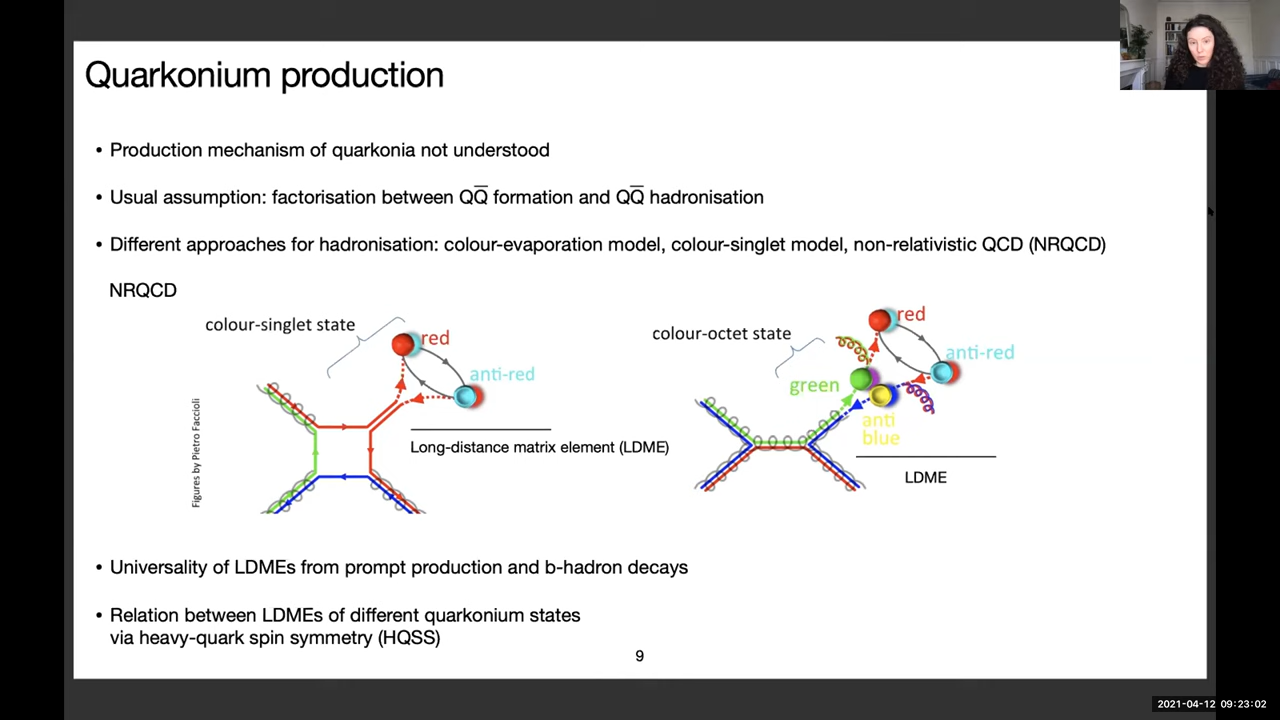 Quarkonium production
• Production mechanism of quarkonia not understood
• Usual assumption: factorisation between QQ̅ formation and QQ̅ hadronisation
• Different approaches for hadronisation: colour-evaporation model, colour-singlet model, non-relativistic QCD (NRQCD)
NRQCD
colour-singlet state
red
anti-red
Long-distance matrix element (LDME)
Figures by Pietro Faccioli
colour-octet state
red
anti-red
green
anti
blue
LDME
• Universality of LDMEs from prompt production and b-hadron decays
• Relation between LDMEs of different quarkonium states
via heavy-quark spin symmetry (HQSS)
9
2021-04-12 09:23:02